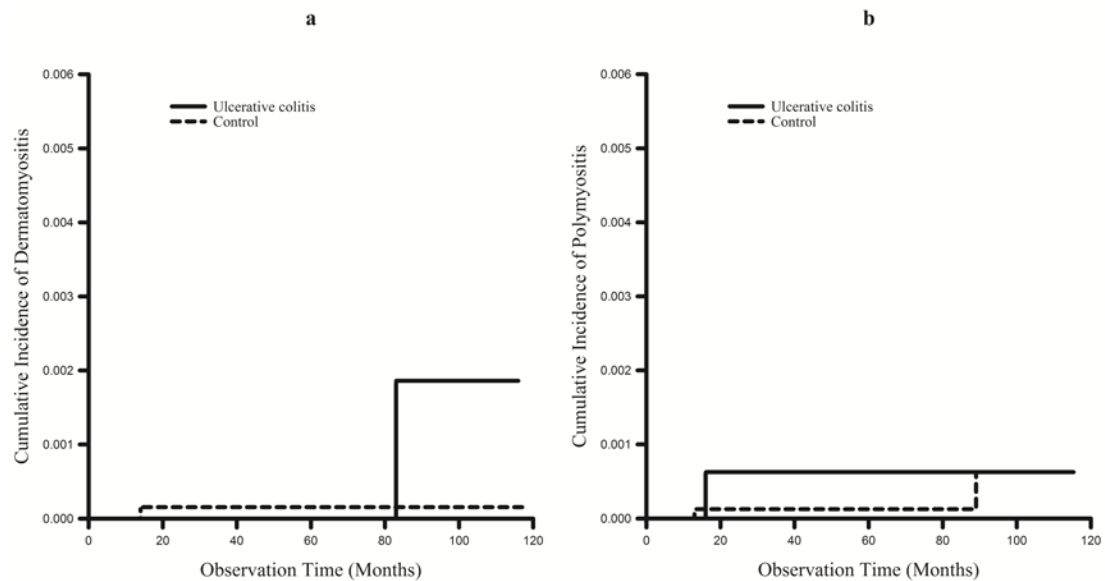 a
Cumulative Incidence of Dermatomyositis
0.006
0.005
0.004
0.003
0.002
0.001
0.000
Ulcerative colitis
Control
0 20 40 60 80 100 120
Observation Time (Months)
b
Cumulative Incidence of Polymyositis
0.006
0.005
0.004
0.003
0.002
0.001
0.000
Ulcerative colitis
Control
0 20 40 60 80 100 120
Observation Time (Months)